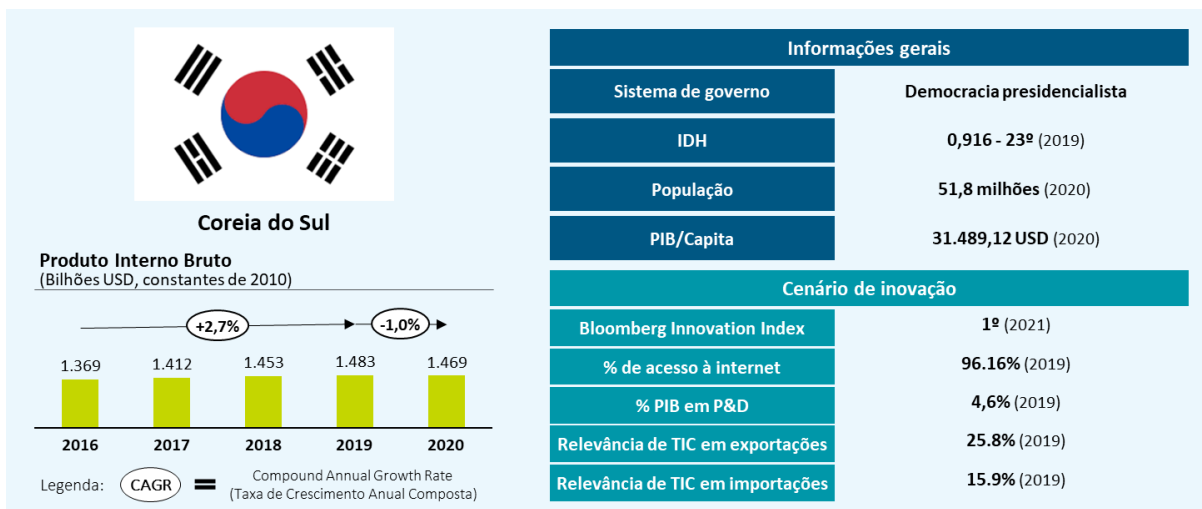 Coreia do Sul
Produto Interno Bruto
(Bilhões USD, constantes de 2010)
+2,7%
-1,0%
1.369 1.412 1.453 1.483 1.469
2016 2017 2018 2019 2020
Legenda: CAGR = Compound Annual Growth Rate
(Taxa de Crescimento Anual Composta)
Informações gerais
Sistema de governo Democracia presidencialista
IDH 0,916 - 23º (2019)
População 51,8 milhões (2020)
PIB/Capita 31.489,12 USD (2020)
Cenário de inovação
Bloomberg Innovation Index 1º (2021)
% de acesso à internet 96.16% (2019)
% PIB em P&D 4,6% (2019)
Relevância de TIC em exportações 25.8% (2019)
Relevância de TIC em importações 15.9% (2019)